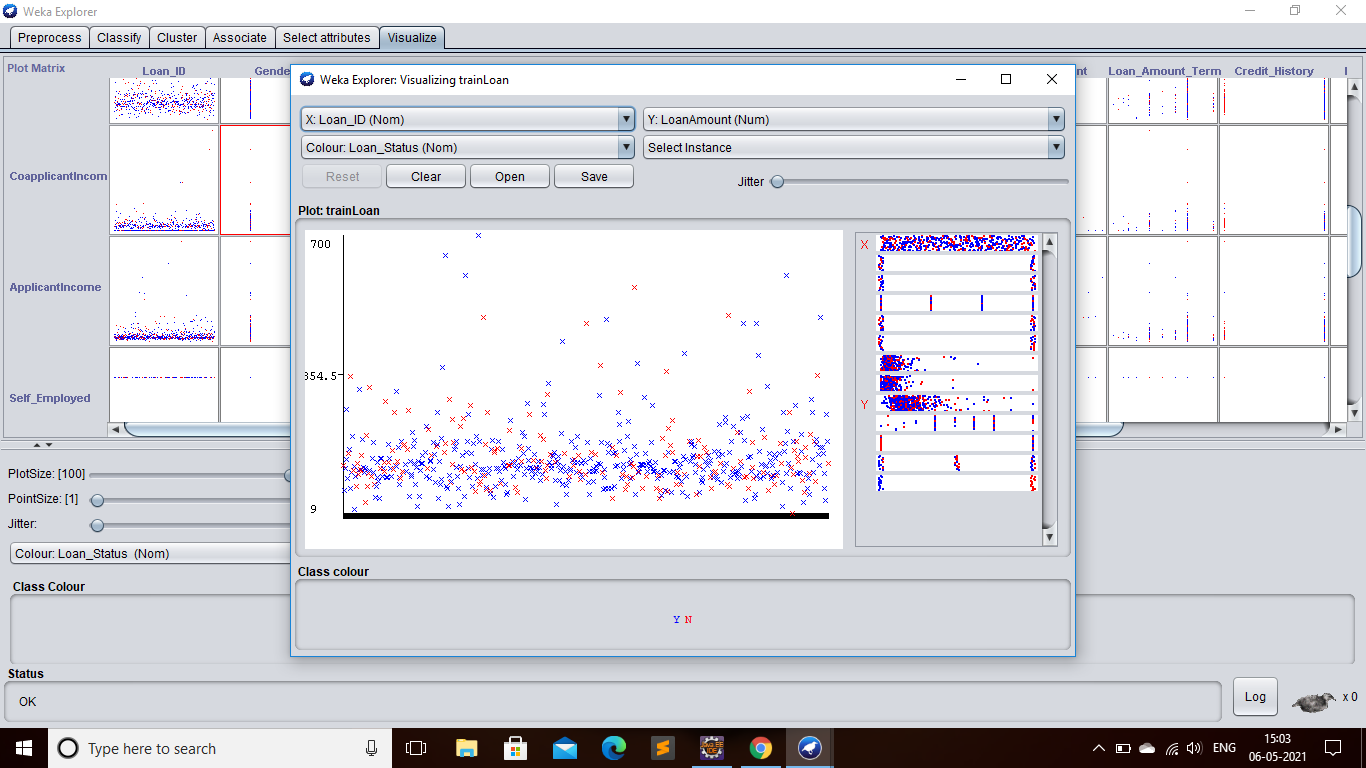 Weka Explorer
Preprocess Classify Cluster Associate Select attributes Visualize
Plot Matrix
Loan_ID Gende nt Loan_Amount_Term Credit_History
CoapplicantIncom
ApplicantIncome
Self_Employed
PlotSize: [100]
PointSize: [1]
Jitter:
Colour: Loan_Status (Nom)
Class Colour
Weka Explorer: Visualizing trainLoan
X: Loan_ID (Nom) Y: LoanAmount (Num)
Colour: Loan_Status (Nom) Select Instance
Reset Clear Open Save Jitter
Plot: trainLoan
700
354.5
9
X
Y
Class colour
Y N
Status
OK
Log x 0
Type here to search
ENG
15:03
06-05-2021